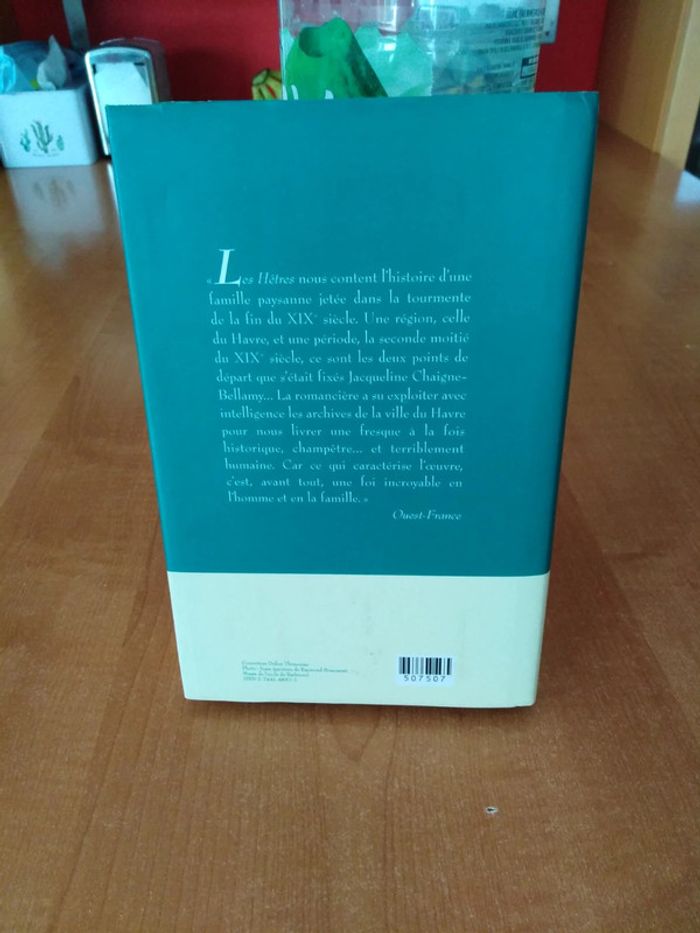 « Les Hêtres nous content l'histoire d'une
famille paysanne jetée dans la tourmente
de la fin du XIXe siècle. Une région, celle
du Havre, et une période, la seconde moitié
du XIXe siècle, ce sont les deux points de
départ que s'était fixés Jacqueline Chaigne-
Bellamy... La romancière a su exploiter avec
intelligence les archives de la ville du Havre
pour nous livrer une fresque à la fois
historique, champêtre... et terriblement
humaine. Car ce qui caractérise l'œuvre,
c'est, avant tout, une foi incroyable en
l'homme et en la famille. »
Ouest-France
507507